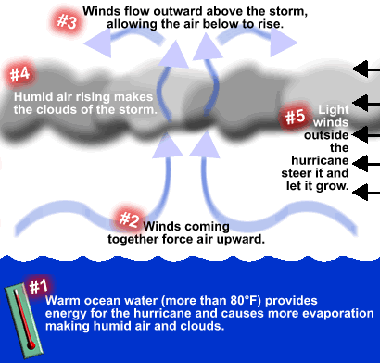 #1
Warm ocean water (more than 80°F) provides
energy for the hurricane and causes more evaporation
making humid air and clouds.
#2
Winds coming
together force air upward.
#3
Winds flow outward above the storm,
allowing the air below to rise.
#4
Humid air rising makes
the clouds of the storm.
#5
Light
winds
outside
the
hurricane
steer it and
let it grow.